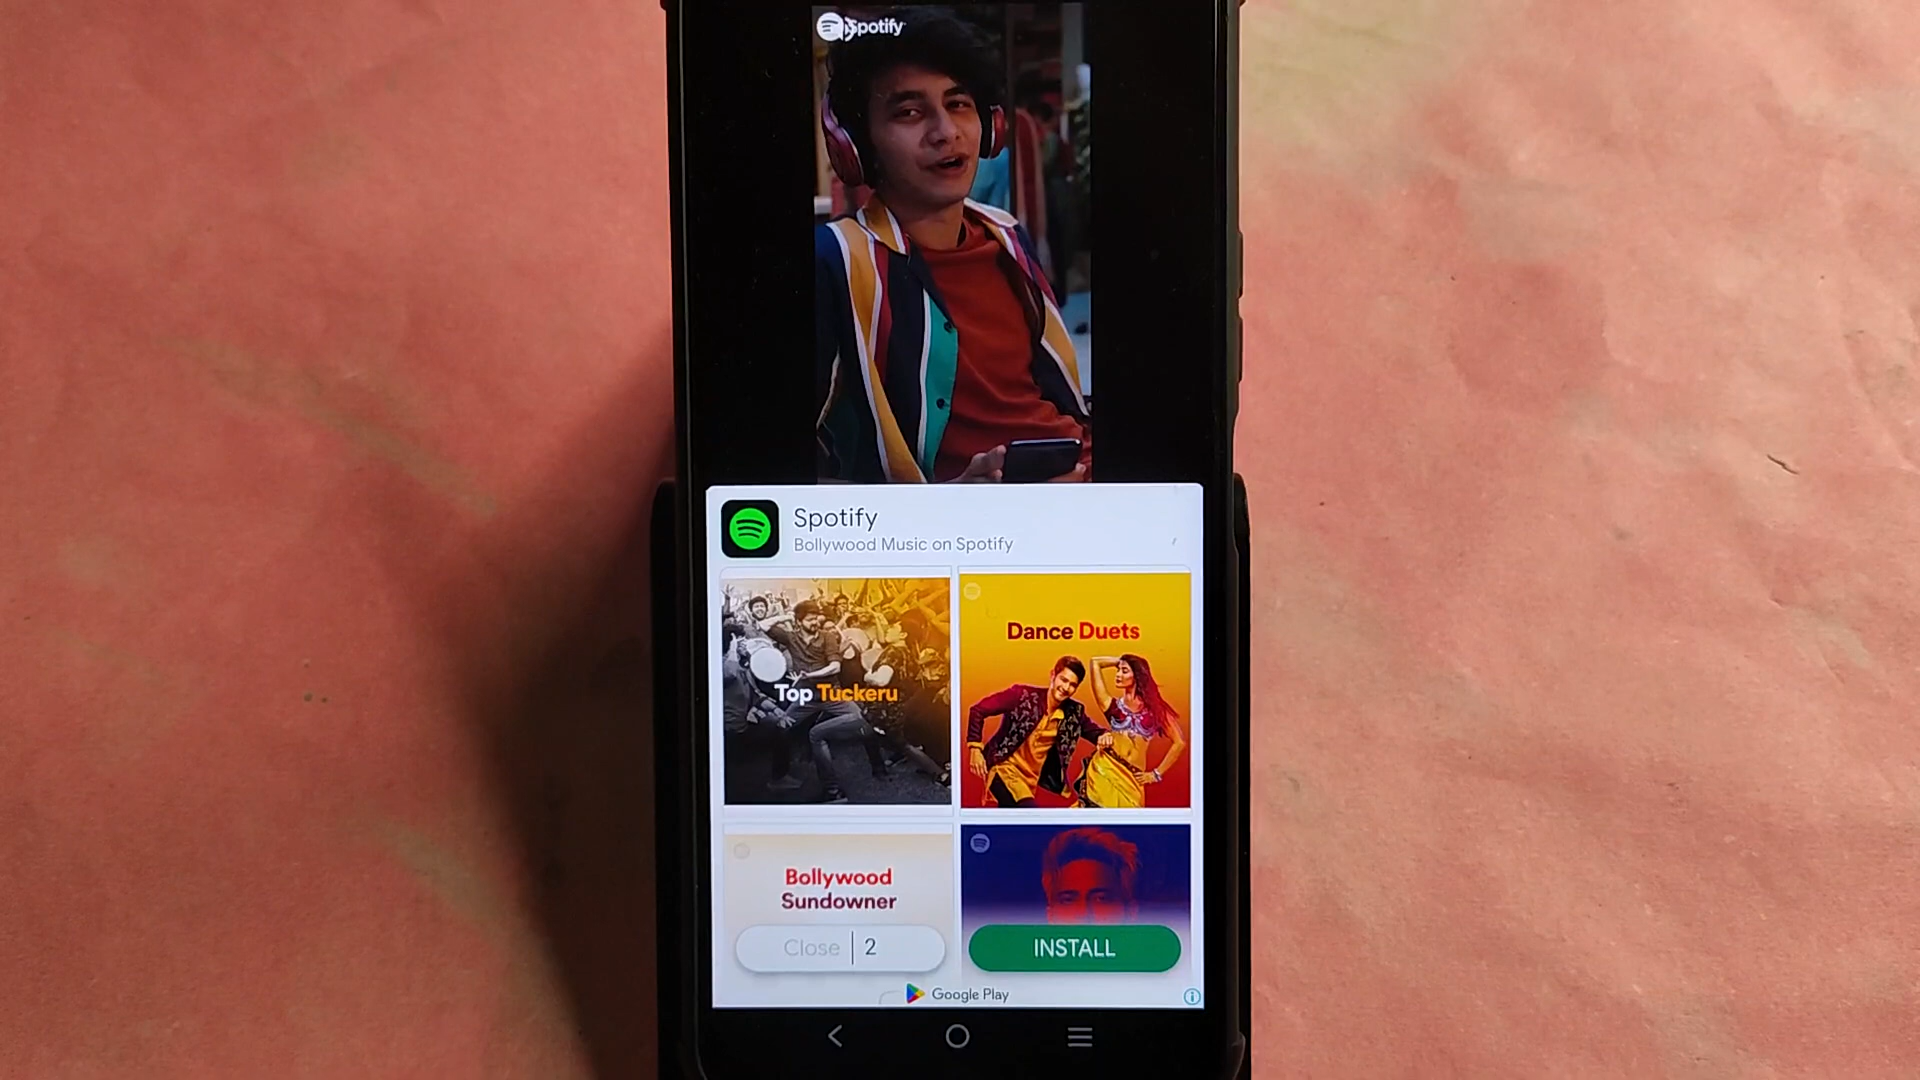 Spotify
Spotify
Bollywood Music on Spotify
Top Tuckeru
Dance Duets
Bollywood
Sundowner
Close 2
INSTALL
Google Play